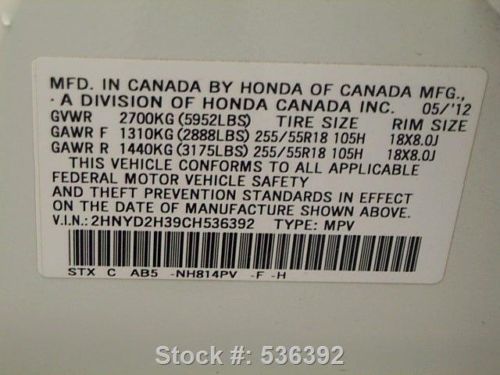 MFD. IN CANADA BY HONDA OF CANADA MFG.,
A DIVISION OF HONDA CANADA INC. 05/'12
GVWR 2700KG (5952LBS) TIRE SIZE RIM SIZE
GAWR F 1310KG (2888LBS) 255/55R18 105H 18X8.0J
GAWR R 1440KG (3175LBS) 255/55R18 105H 18X8.0J
THIS VEHICLE CONFORMS TO ALL APPLICABLE
FEDERAL MOTOR VEHICLE SAFETY
AND THEFT PREVENTION STANDARDS IN EFFECT
ON THE DATE OF MANUFACTURE SHOWN ABOVE.
V.I.N.: 2HNYD2H39CH536392 TYPE: MPV
STX C AB5 -NH814PV -F -H
Stock #: 536392